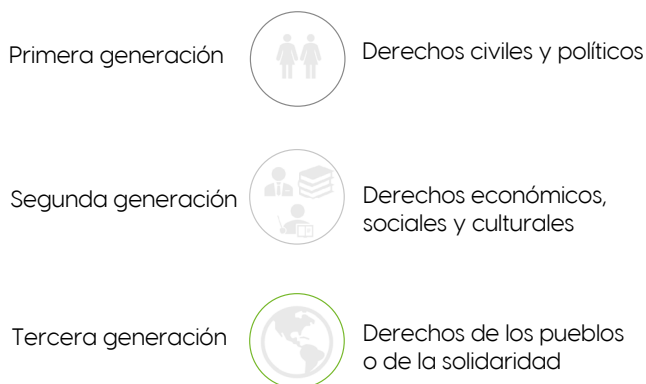 Primera generación
Derechos civiles y políticos
Segunda generación
Derechos económicos,
sociales y culturales
Tercera generación
Derechos de los pueblos
o de la solidaridad